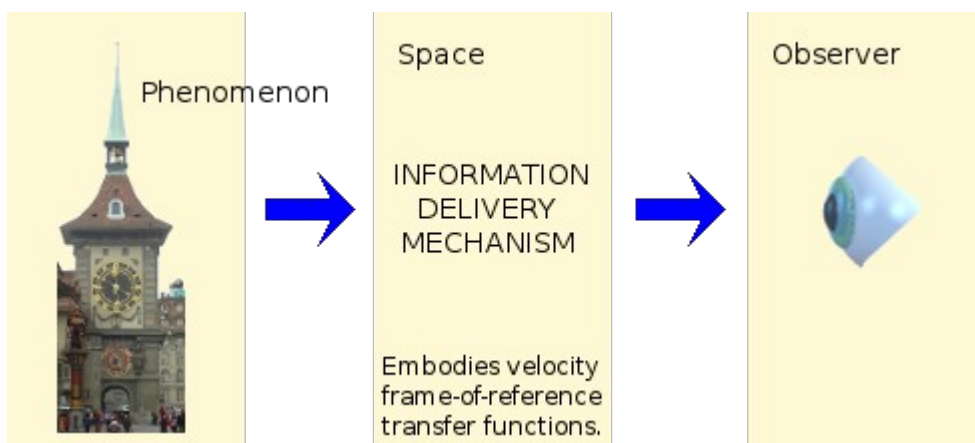 Phenomenon
Space
INFORMATION
DELIVERY
MECHANISM
Embodies velocity
frame-of-reference
transfer functions.
Observer